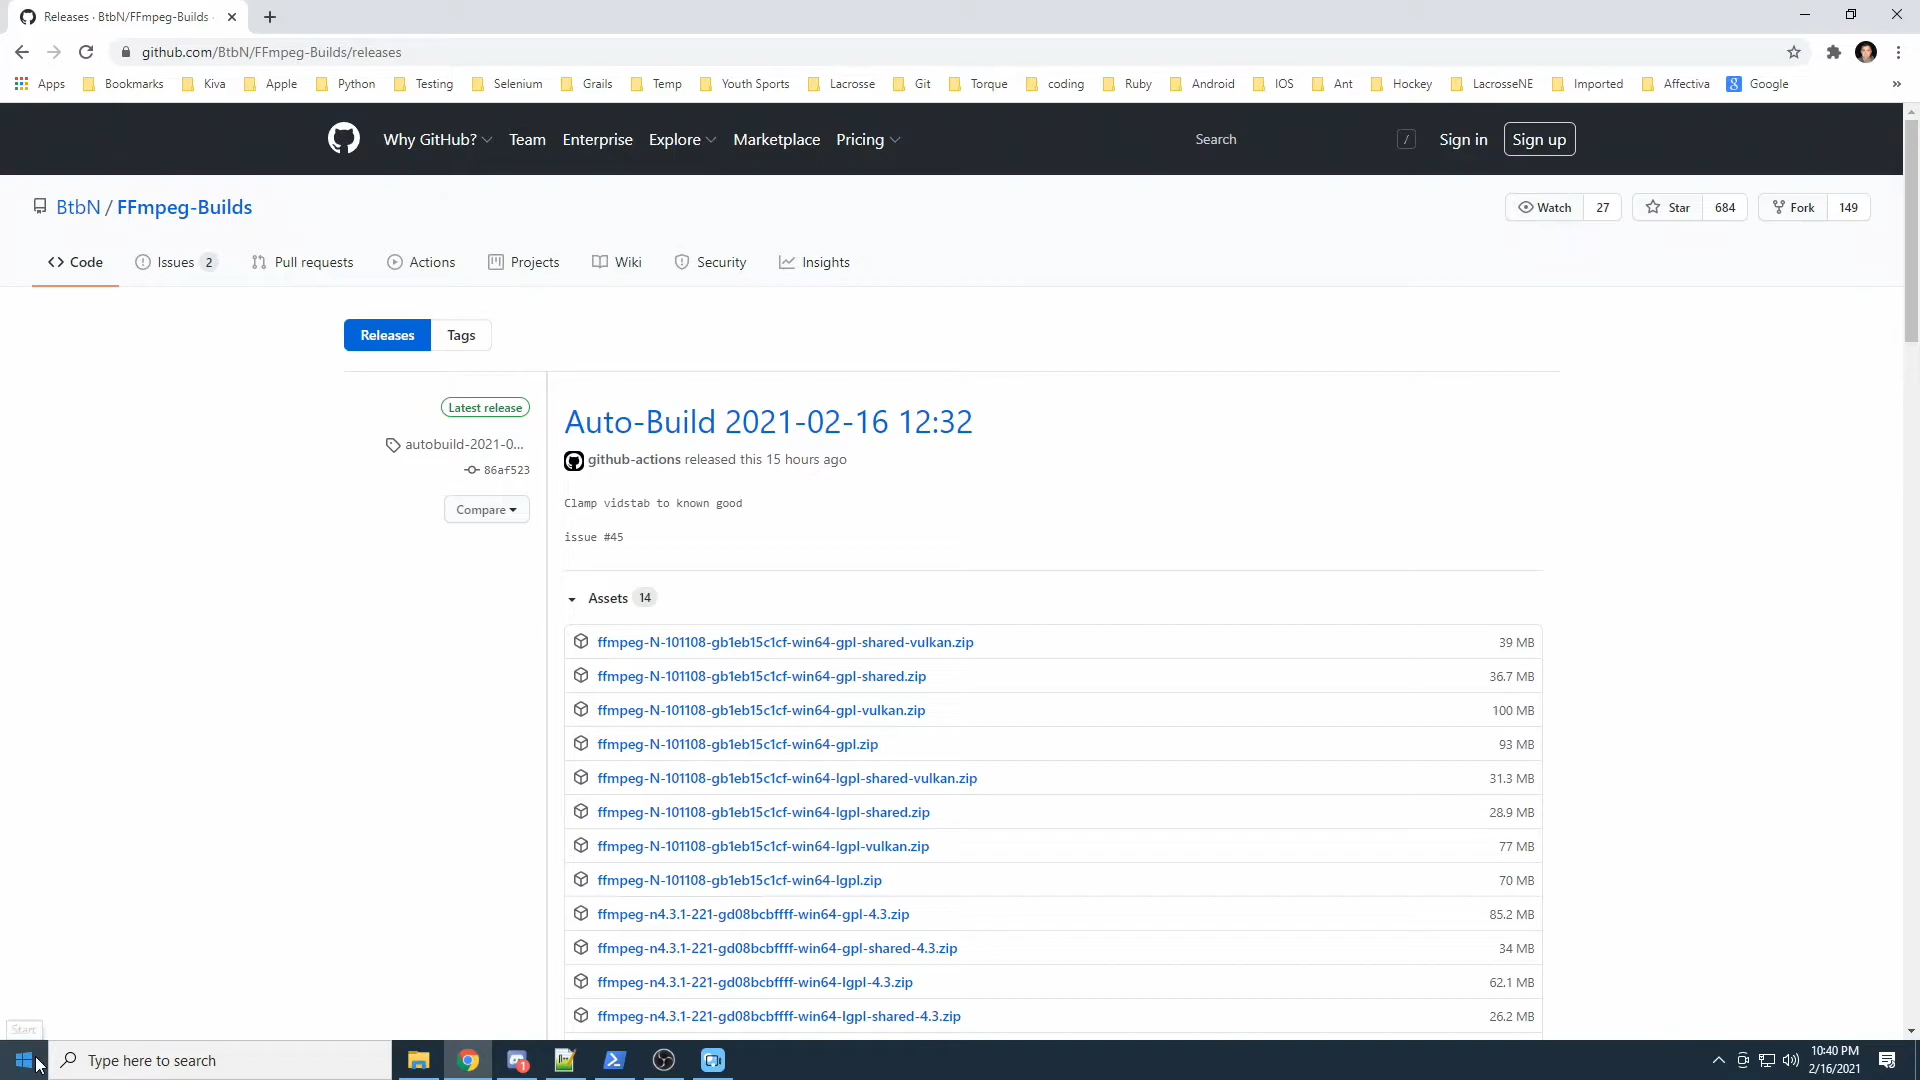 Releases · BtbN/FFmpeg-Builds ·
github.com/BtbN/FFmpeg-Builds/releases
Apps Bookmarks Kiva Apple Python Testing Selenium Grails Temp Youth Sports Lacrosse Git Torque coding Ruby Android IOS Ant Hockey LacrosseNE Imported Affectiva Google »
Why GitHub? Team Enterprise Explore Marketplace Pricing Search / Sign in Sign up
BtbN / FFmpeg-Builds Watch 27 Star 684 Fork 149
<> Code Issues 2 Pull requests Actions Projects Wiki Security Insights
Releases Tags
Latest release
autobuild-2021-0...
86af523
Compare
Auto-Build 2021-02-16 12:32
github-actions released this 15 hours ago
Clamp vidstab to known good
issue #45
Assets 14
ffmpeg-N-101108-gb1eb15c1cf-win64-gpl-shared-vulkan.zip 39 MB
ffmpeg-N-101108-gb1eb15c1cf-win64-gpl-shared.zip 36.7 MB
ffmpeg-N-101108-gb1eb15c1cf-win64-gpl-vulkan.zip 100 MB
ffmpeg-N-101108-gb1eb15c1cf-win64-gpl.zip 93 MB
ffmpeg-N-101108-gb1eb15c1cf-win64-lgpl-shared-vulkan.zip 31.3 MB
ffmpeg-N-101108-gb1eb15c1cf-win64-lgpl-shared.zip 28.9 MB
ffmpeg-N-101108-gb1eb15c1cf-win64-lgpl-vulkan.zip 77 MB
ffmpeg-N-101108-gb1eb15c1cf-win64-lgpl.zip 70 MB
ffmpeg-n4.3.1-221-gd08bcbffff-win64-gpl-4.3.zip 85.2 MB
ffmpeg-n4.3.1-221-gd08bcbffff-win64-gpl-shared-4.3.zip 34 MB
ffmpeg-n4.3.1-221-gd08bcbffff-win64-lgpl-4.3.zip 62.1 MB
ffmpeg-n4.3.1-221-gd08bcbffff-win64-lgpl-shared-4.3.zip 26.2 MB
Start
Type here to search
10:40 PM
2/16/2021